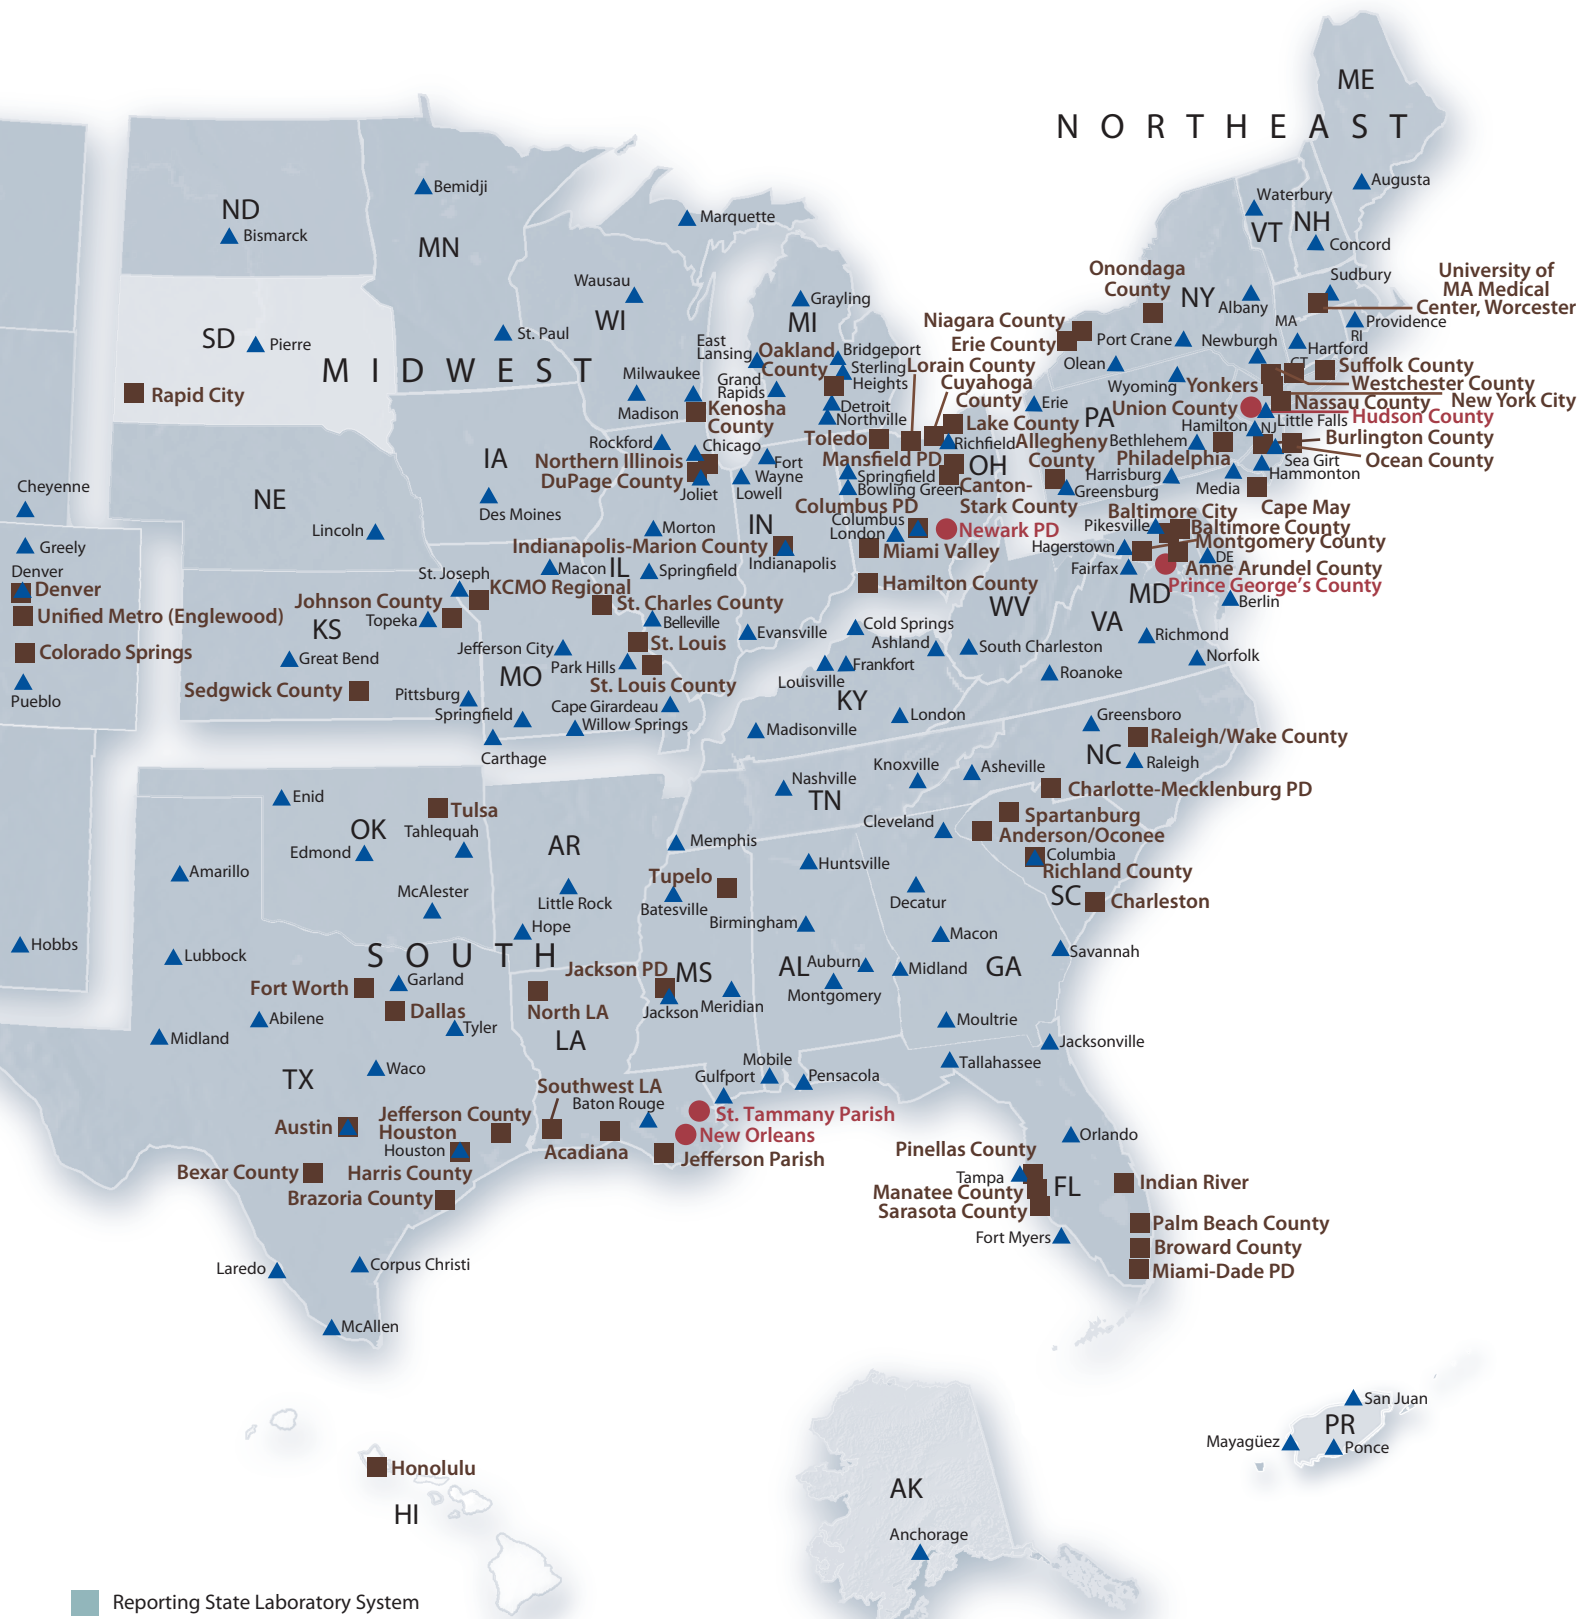 ME
NORTHEAST
Augusta
Waterbury
VT
NH
Concord
Sudbury
University of
MA Medical
Center, Worcester
Onondaga
County
NY
Albany
MA
Providence
RI
Niagara County
Erie County
Port Crane
Newburgh
Hartford
CT
Olean
Suffolk County
Wyoming
Yonkers
Westchester County
Nassau County
New York City
Erie
PA
Union County
Hudson County
Little Falls
Hamilton
NJ
Allegheny
County
Bethlehem
Burlington County
Philadelphia
Sea Girt
Ocean County
Harrisburg
Hammonton
Greensburg
Media
Cape May
Bemidji
ND
Bismarck
MN
Marquette
Wausau
WI
Grayling
MI
SD
Pierre
St. Paul
MIDWEST
Rapid City
East
Lansing
Oakland
County
Bridgeport
Sterling
Heights
Lorain County
Cuyahoga
County
Milwaukee
Grand
Rapids
Madison
Kenosha
County
Detroit
Northville
Lake County
Toledo
Richfield
Rockford
Chicago
Mansfield PD
OH
IA
Northern Illinois
DuPage County
Joliet
Fort
Wayne
Lowell
Springfield
Bowling Green
Canton-
Stark County
NE
Des Moines
Columbus PD
Columbus
London
Newark PD
Cheyenne
Lincoln
Morton
IN
Indianapolis-Marion County
Indianapolis
Miami Valley
Greely
Denver
Denver
St. Joseph
Macon
IL
Springfield
Hamilton County
KCMO Regional
Unified Metro (Englewood)
Johnson County
St. Charles County
Topeka
KS
Belleville
Evansville
Colorado Springs
Great Bend
Jefferson City
St. Louis
Park Hills
MO
St. Louis County
Pueblo
Sedgwick County
Pittsburg
Cape Girardeau
Springfield
Willow Springs
Carthage
Baltimore City
Pikesville
Baltimore County
Hagerstown
Montgomery County
DE
Fairfax
Anne Arundel County
Prince George’s County
MD
Berlin
WV
VA
Cold Springs
Ashland
South Charleston
Richmond
Norfolk
Louisville
Frankfort
Roanoke
KY
London
Madisonville
Greensboro
Raleigh/Wake County
NC
Raleigh
Knoxville
Asheville
Nashville
TN
Charlotte-Mecklenburg PD
Enid
Tulsa
Tahlequah
OK
Edmond
AR
Memphis
Cleveland
Spartanburg
Anderson/Oconee
Amarillo
Huntsville
Columbia
Richland County
McAlester
Little Rock
Tupelo
Batesville
Decatur
SC
Charleston
Hope
Birmingham
Macon
Hobbs
Lubbock
SOUTH
Savannah
Jackson PD
MS
AL
Auburn
Midland
GA
Garland
Fort Worth
Montgomery
Dallas
North LA
Jackson
Meridian
Abilene
Tyler
Moultrie
Midland
LA
Jacksonville
Mobile
Tallahassee
TX
Waco
Gulfport
Pensacola
Southwest LA
Baton Rouge
St. Tammany Parish
Jefferson County
Austin
Houston
New Orleans
Orlando
Houston
Acadiana
Jefferson Parish
Pinellas County
Bexar County
Harris County
Tampa
FL
Indian River
Brazoria County
Manatee County
Sarasota County
Palm Beach County
Fort Myers
Broward County
Laredo
Corpus Christi
Miami-Dade PD
McAllen
San Juan
PR
Mayagüez
Ponce
Honolulu
HI
AK
Anchorage
Reporting State Laboratory System